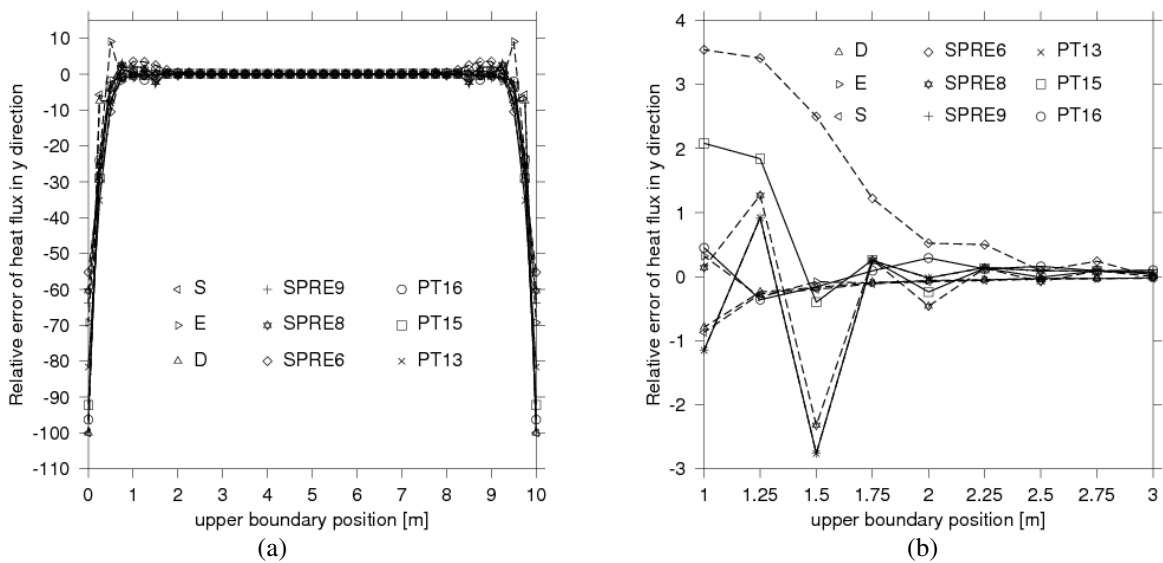 Relative error of heat flux in y direction
10
0
-10
-20
-30
-40
-50
-60
-70
-80
-90
-100
-110
S SPRE9 PT16
E SPRE8 PT15
D SPRE6 PT13
0 1 2 3 4 5 6 7 8 9 10
upper boundary position [m]
(a)
Relative error of heat flux in y direction
4
3
2
1
0
-1
-2
-3
D SPRE6 PT13
E SPRE8 PT15
S SPRE9 PT16
1 1.25 1.5 1.75 2 2.25 2.5 2.75 3
upper boundary position [m]
(b)